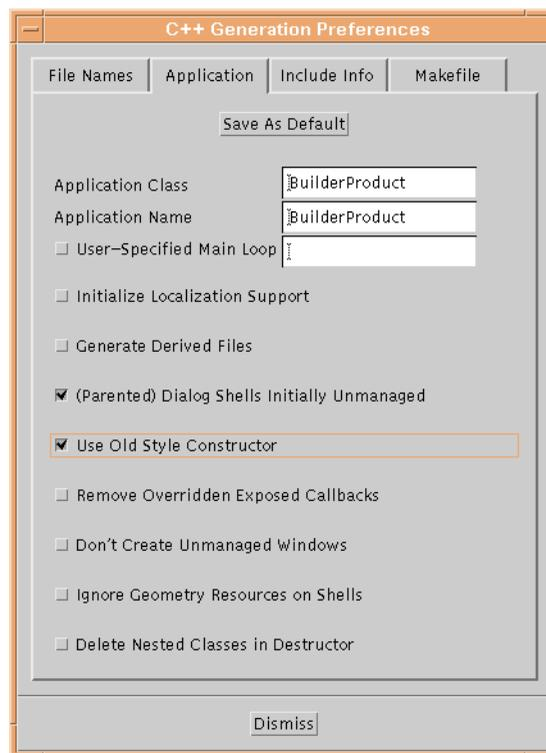 C++ Generation Preferences
File Names Application Include Info Makefile
Save As Default
Application Class BuilderProduct
Application Name BuilderProduct
User-Specified Main Loop
Initialize Localization Support
Generate Derived Files
(Parented) Dialog Shells Initially Unmanaged
Use Old Style Constructor
Remove Overridden Exposed Callbacks
Don't Create Unmanaged Windows
Ignore Geometry Resources on Shells
Delete Nested Classes in Destructor
Dismiss